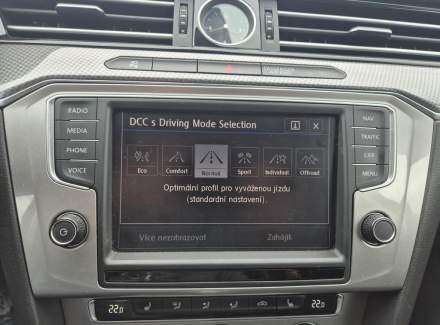 RADIO
MEDIA
PHONE
VOICE
NAV
TRAFFIC
CAR
MENU
DCC s Driving Mode Selection
Eco Comfort Normal Sport Individual Offroad
Optimální profil pro vyváženou jízdu
(standardní nastavení).
Více nezobrazovat Zahájit
22.0 22.0